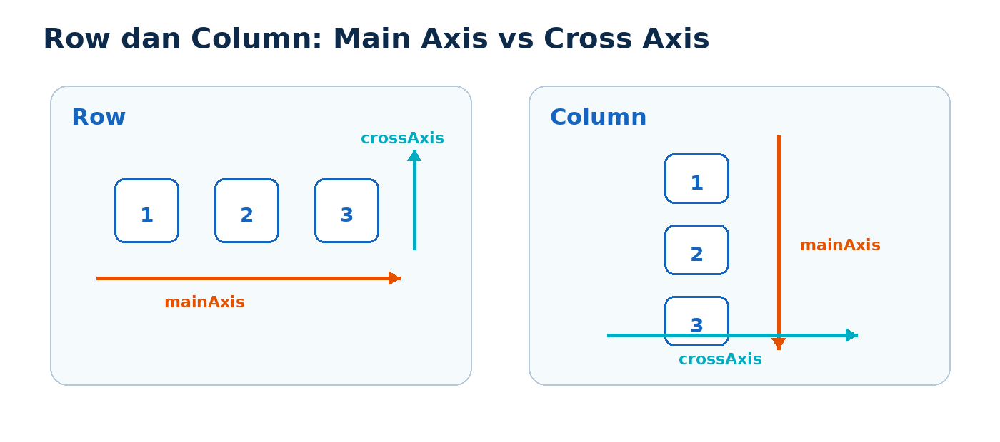 Row dan Column: Main Axis vs Cross Axis
Row
crossAxis
1 2 3
mainAxis
Column
1
2
mainAxis
3
crossAxis